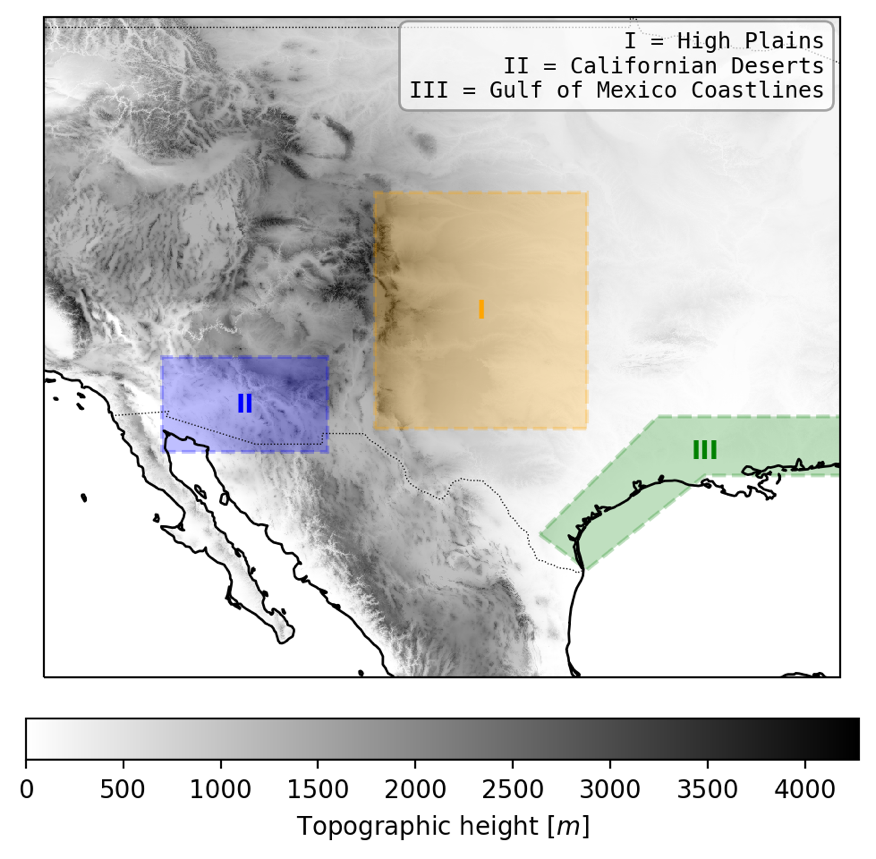 I = High Plains
II = Californian Deserts
III = Gulf of Mexico Coastlines
I
II
III
0 500 1000 1500 2000 2500 3000 3500 4000
Topographic height [m]